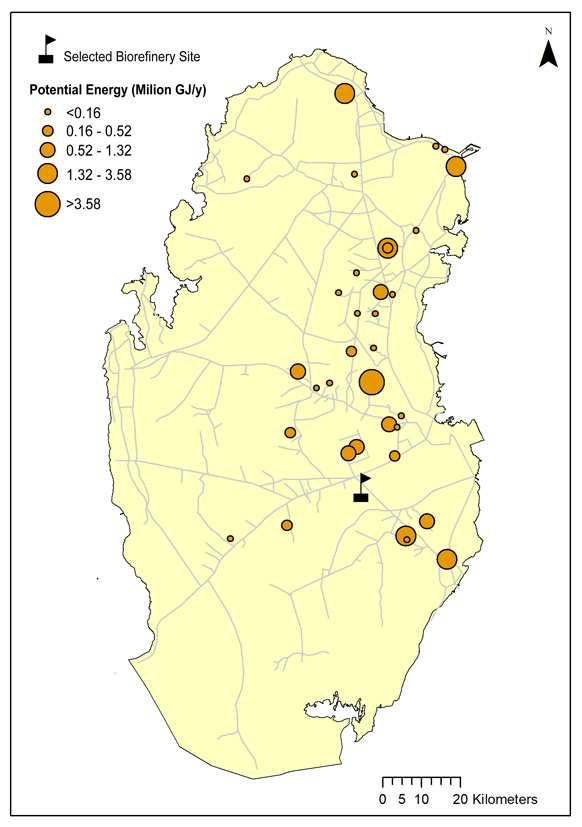 N
Selected Biorefinery Site
Potential Energy (Milion GJ/y)
<0.16
0.16 - 0.52
0.52 - 1.32
1.32 - 3.58
>3.58
0 5 10 20 Kilometers